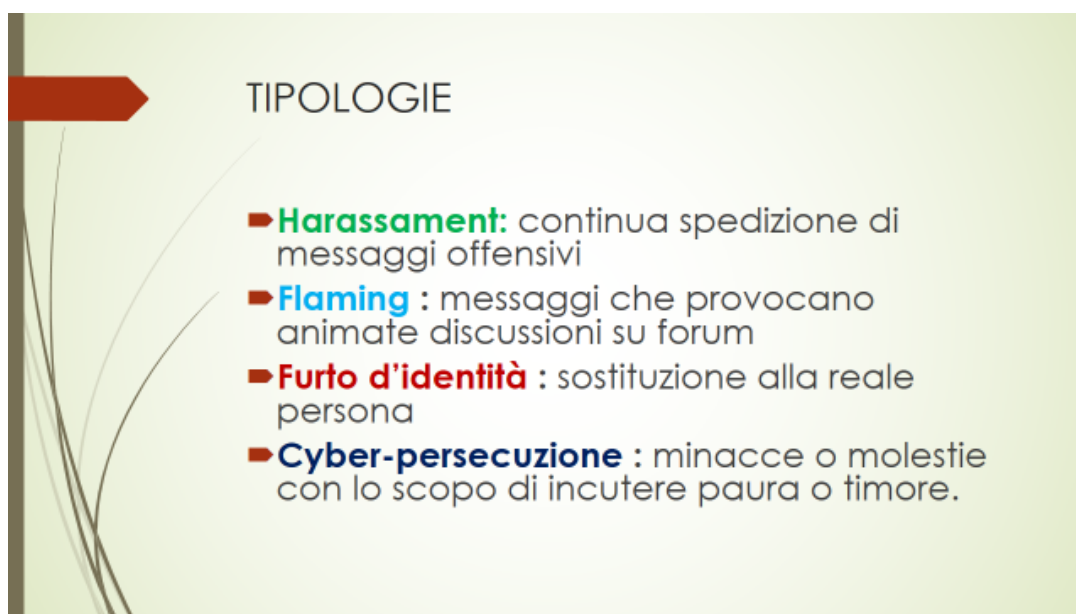 TIPOLOGIE
Harassament: continua spedizione di
messaggi offensivi
Flaming : messaggi che provocano
animate discussioni su forum
Furto d’identità : sostituzione alla reale
persona
Cyber-persecuzione : minacce o molestie
con lo scopo di incutere paura o timore.